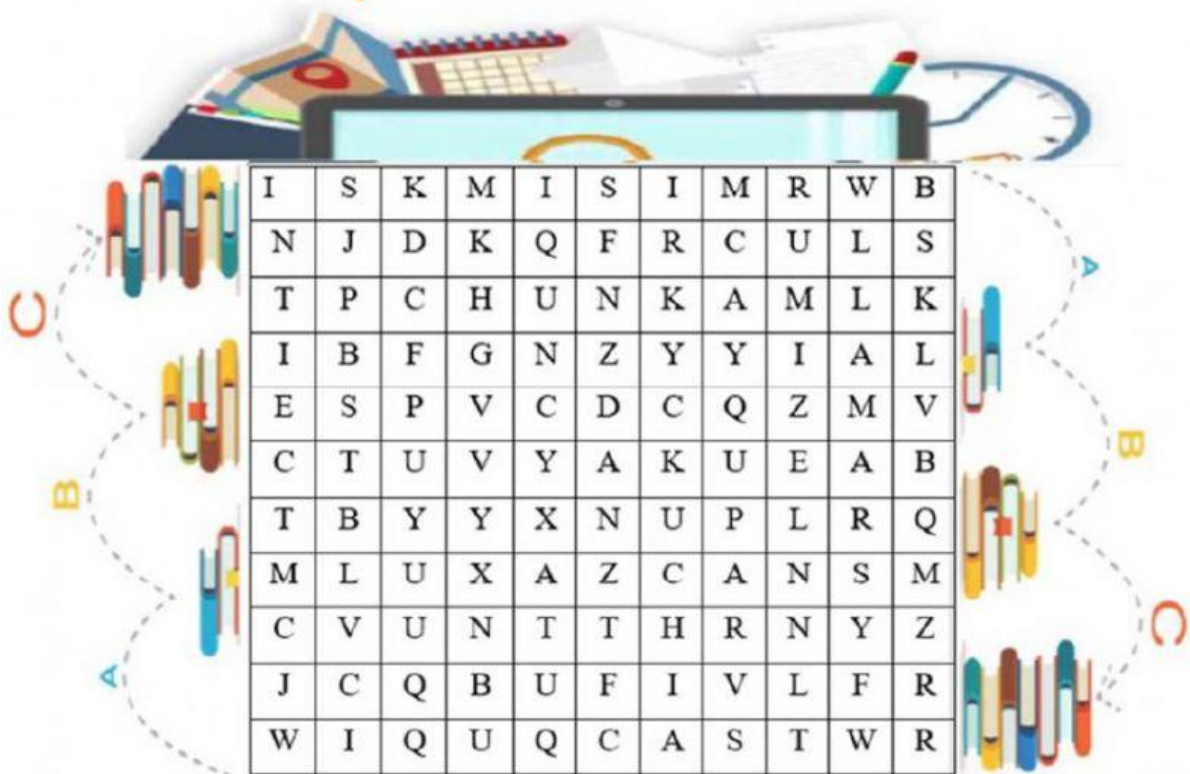 I S K M I S I M R W B
N J D K Q F R C U L S
T P C H U N K A M L K
I B F G N Z Y Y I A L
E S P V C D C Q Z M V
C T U V Y A K U E A B
T B Y Y X N U P L R Q
M L U X A Z C A N S M
C V U N T T H R N Y Z
J C Q B U F I V L F R
W I Q U Q C A S T W R
C
B
A
A
B
C